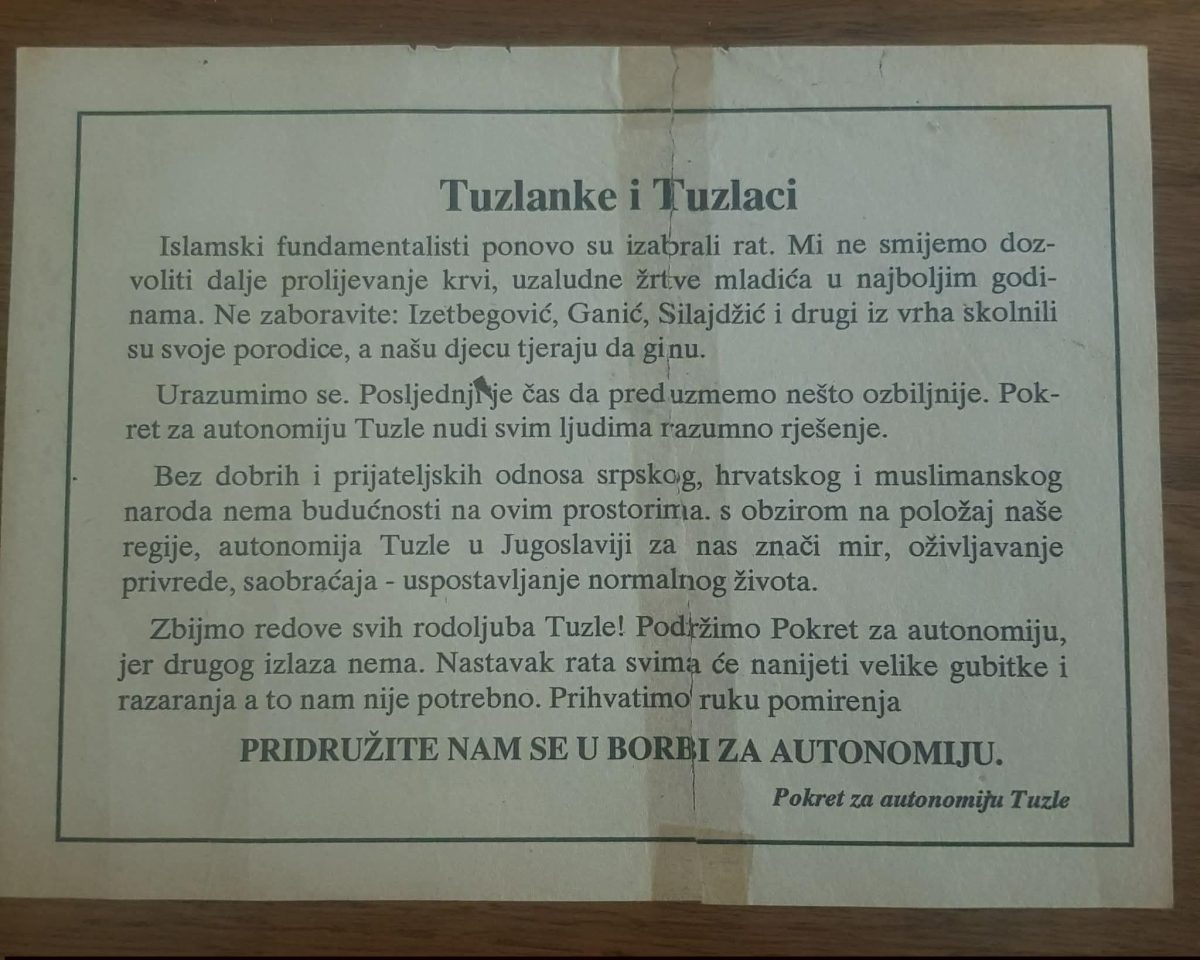 Tuzlanke i Tuzlaci
Islamski fundamentalisti ponovo su izabrali rat. Mi ne smijemo doz-
voliti dalje prolijevanje krvi, uzaludne žrtve mladića u najboljim godi-
nama. Ne zaboravite: Izetbegović, Ganić, Silajdžić i drugi iz vrha skolnili
su svoje porodice, a našu djecu tjeraju da ginu.
Urazumimo se. Posljednji je čas da preduzmemo nešto ozbiljnije. Pok-
ret za autonomiju Tuzle nudi svim ljudima razumno rješenje.
Bez dobrih i prijateljskih odnosa srpskog, hrvatskog i muslimanskog
naroda nema budućnosti na ovim prostorima. s obzirom na položaj naše
regije, autonomija Tuzle u Jugoslaviji za nas znači mir, oživljavanje
privrede, saobraćaja - uspostavljanje normalnog života.
Zbijmo redove svih rodoljuba Tuzle! Podržimo Pokret za autonomiju,
jer drugog izlaza nema. Nastavak rata svima će nanijeti velike gubitke i
razaranja a to nam nije potrebno. Prihvatimo ruku pomirenja
PRIDRUŽITE NAM SE U BORBI ZA AUTONOMIJU.
Pokret za autonomiju Tuzle